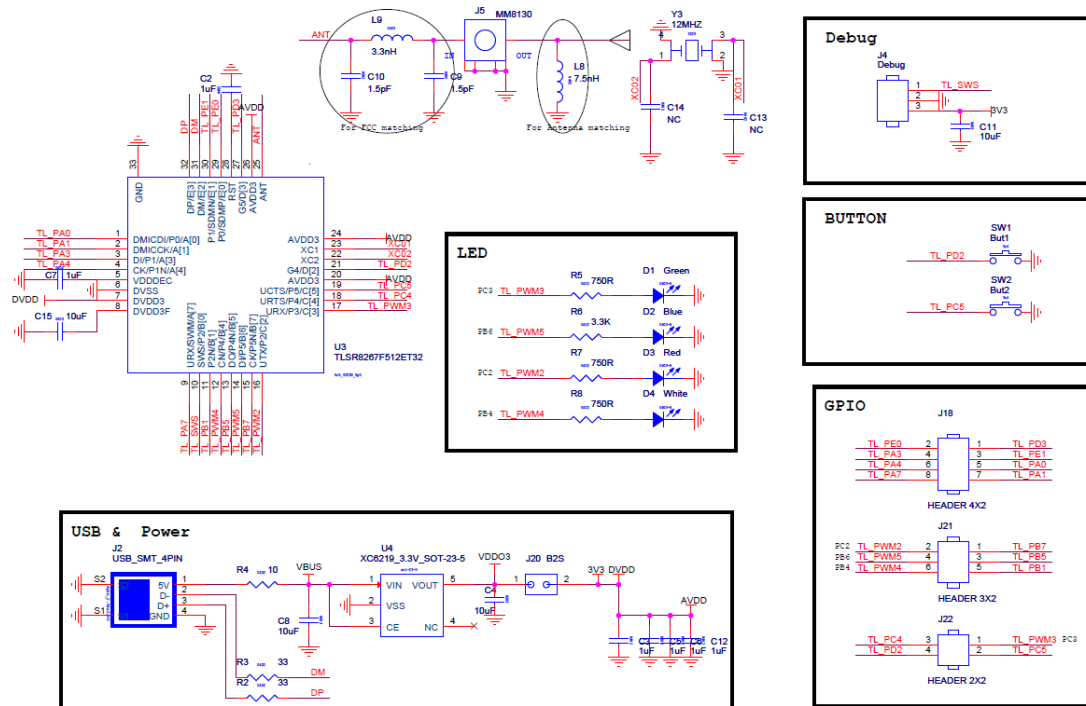 L9
3.3nH
ANT
C10
1.5pF
C9
1.5pF
For FCC matching
J5
MM8130
IN
OUT
L8
7.5nH
For Antenna matching
Y3
12MHZ
4
3
1
2
XC02
XC01
C14
NC
C13
NC
C2
1uF
AVDD
DP
DM
TL_PE1
TL_PE0
TL_PD3
ANT
33
32
31
30
29
28
27
26
25
GND
DP/E[3]
DM/E[2]
P1/SDMN/E[1]
P0/SDMP/E[0]
RST
G5/D[3]
AVDD3
ANT
TL_PA0 1 DMICDI/P0/A[0]
TL_PA1 2 DMICCK/A[1]
TL_PA3 3 DI/P1/A[3]
TL_PA4 4 CK/P1N/A[4]
C7 1uF 5 VDDDEC
6 DVSS
DVDD 7 DVDD3
C15 10uF 8 DVDD3F
AVDD3 24 AVDD
XC1 23 XC01
XC2 22 XC02
G4/D[2] 21 TL_PD2
AVDD3 20 AVDD
UCTS/P5/C[5] 19 TL_PC5
URTS/P4/C[4] 18 TL_PC4
URX/P3/C[3] 17 TL_PWM3
URX/SWM/A[7]
SWS/P2/B[0]
P2N/B[1]
CN/P4/B[4]
DO/P4N/B[5]
DI/P5/B[6]
CK/P5N/B[7]
UTX/P2/C[2]
9
10
11
12
13
14
15
16
TL_PA7
TL_SWS
TL_PB1
TL_PWM4
TL_PB5
TL_PWM5
TL_PB7
TL_PWM2
U3
TLSR8267F512ET32
LED
R5
750R
D1 Green
PC3 TL_PWM3
R6
3.3K
D2 Blue
PB6 TL_PWM5
R7
750R
D3 Red
PC2 TL_PWM2
R8
750R
D4 White
PB4 TL_PWM4
Debug
J4
Debug
1 TL_SWS
2
3 3V3
C11
10uF
BUTTON
SW1
But1
TL_PD2
SW2
But2
TL_PC5
GPIO
J18
TL_PE0 2 1 TL_PD3
TL_PA3 4 3 TL_PE1
TL_PA4 6 5 TL_PA0
TL_PA7 8 7 TL_PA1
HEADER 4X2
J21
PC2 TL_PWM2 2 1 TL_PB7
PB6 TL_PWM5 4 3 TL_PB5
PB4 TL_PWM4 6 5 TL_PB1
HEADER 3X2
J22
TL_PC4 3 1 TL_PWM3 PC3
TL_PD2 4 2 TL_PC5
HEADER 2X2
USB & Power
J2
USB_SMT_4PIN
S2
S1
5V 1
D- 2
D+ 3
GND 4
R4 10
VBUS
C8
10uF
U4
XC6219_3.3V_SOT-23-5
1 VIN VOUT 5
2 VSS
3 CE NC 4
VDDO3
C4
10uF
J20 B2S
1 2
3V3 DVDD
AVDD
C3
1uF
C5
1uF
C6
1uF
C12
1uF
R3 33 DM
R2 33 DP